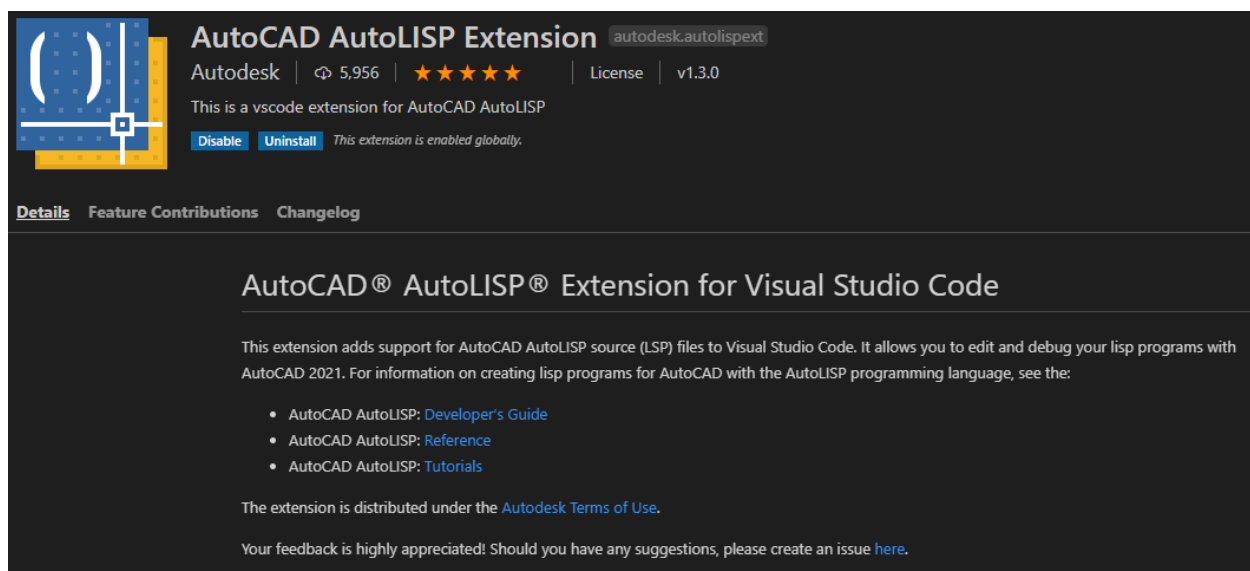 AutoCAD AutoLISP Extension autodesk.autolispext
Autodesk 5,956 License v1.3.0
This is a vscode extension for AutoCAD AutoLISP
Disable Uninstall This extension is enabled globally.
Details Feature Contributions Changelog
AutoCAD® AutoLISP® Extension for Visual Studio Code
This extension adds support for AutoCAD AutoLISP source (LSP) files to Visual Studio Code. It allows you to edit and debug your lisp programs with
AutoCAD 2021. For information on creating lisp programs for AutoCAD with the AutoLISP programming language, see the:
• AutoCAD AutoLISP: Developer's Guide
• AutoCAD AutoLISP: Reference
• AutoCAD AutoLISP: Tutorials
The extension is distributed under the Autodesk Terms of Use.
Your feedback is highly appreciated! Should you have any suggestions, please create an issue here.